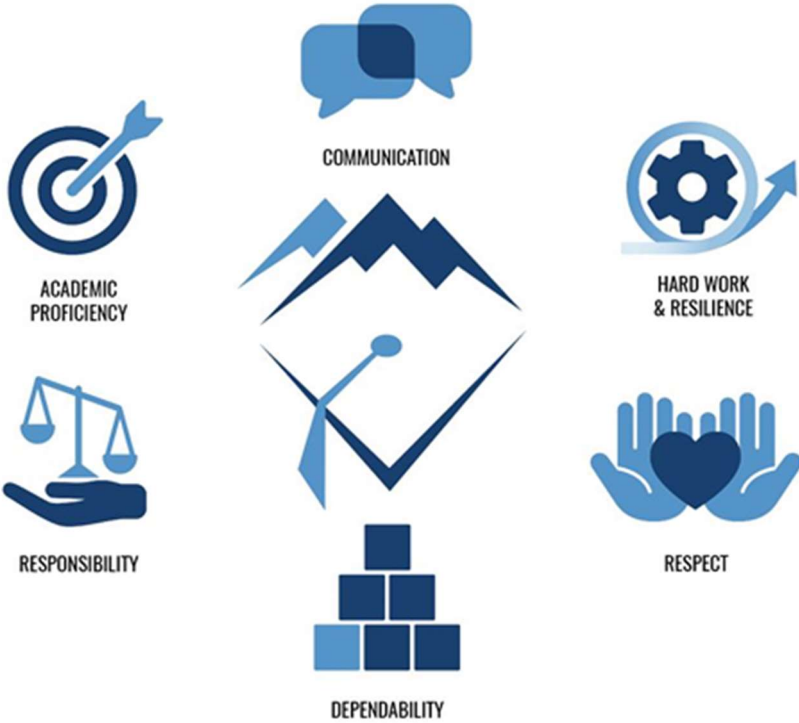 COMMUNICATION
ACADEMIC
PROFICIENCY
HARD WORK
& RESILIENCE
RESPONSIBILITY
RESPECT
DEPENDABILITY